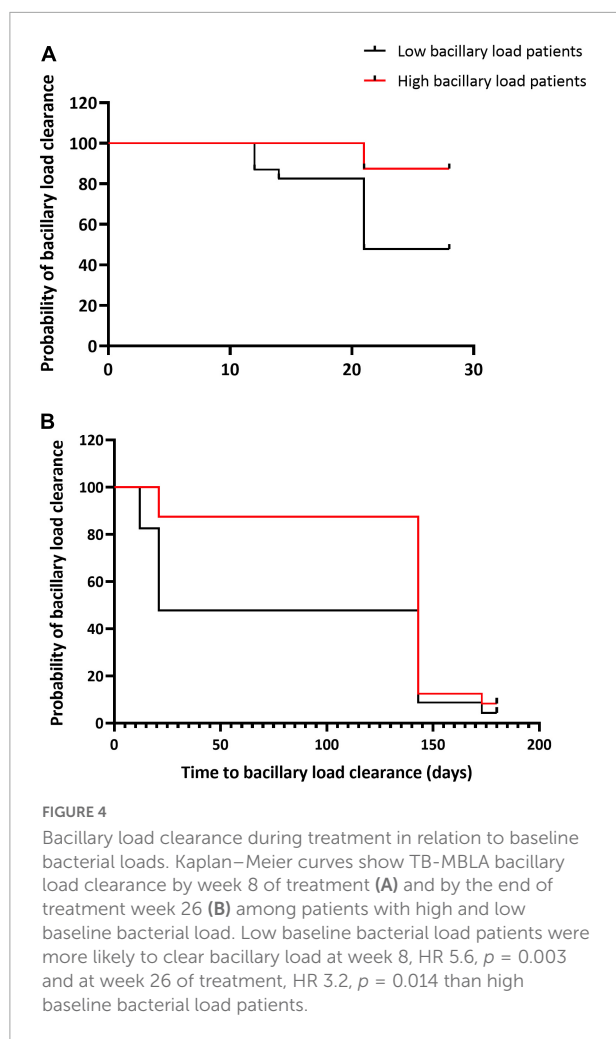 A
Low bacillary load patients
High bacillary load patients
Probability of bacillary load clearance
120
100
80
60
40
20
0
0 10 20 30
B
Probability of bacillary load clearance
120
100
80
60
40
20
0
0 50 100 150 200
Time to bacillary load clearance (days)
FIGURE 4
Bacillary load clearance during treatment in relation to baseline
bacterial loads. Kaplan–Meier curves show TB-MBLA bacillary
load clearance by week 8 of treatment (A) and by the end of
treatment week 26 (B) among patients with high and low
baseline bacterial load. Low baseline bacterial load patients were
more likely to clear bacillary load at week 8, HR 5.6, p = 0.003
and at week 26 of treatment, HR 3.2, p = 0.014 than high
baseline bacterial load patients.